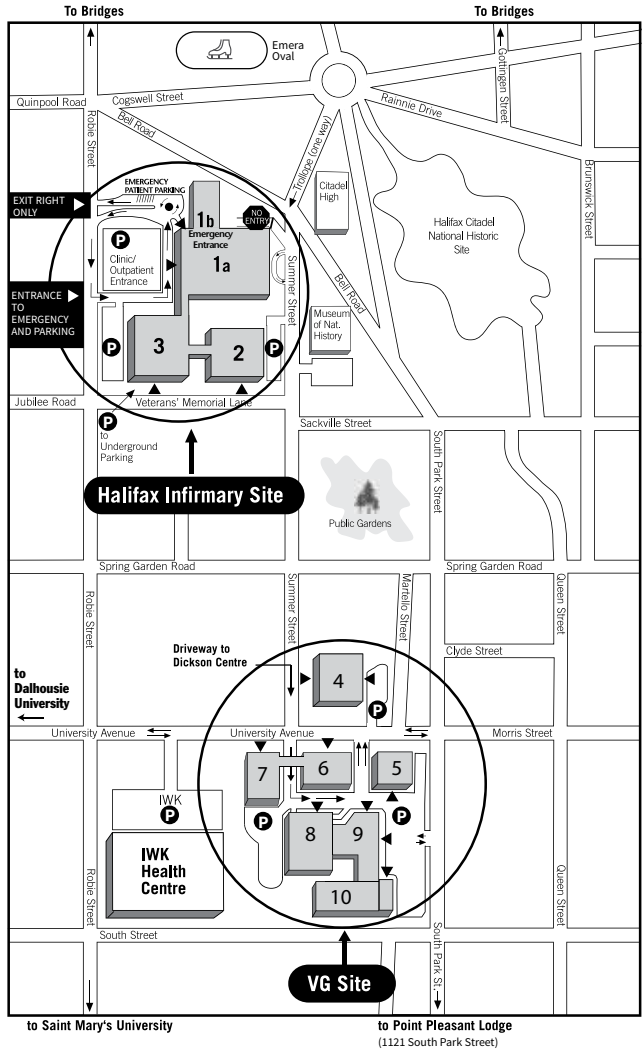 To Bridges
To Bridges
Emera
Oval
Quinpool Road
Cogswell Street
Gottingen Street
Rainnie Drive
Robie Street
Bell Road
Trollope (one way)
Brunswick Street
EMERGENCY
PATIENT PARKING
EXIT RIGHT
ONLY
Citadel
High
1b
NO
ENTRY
Emergency
Entrance
Halifax Citadel
National Historic
Site
P
Clinic/
Outpatient
Entrance
1a
Summer Street
Bell Road
ENTRANCE
TO
EMERGENCY
AND PARKING
Museum
of Nat.
History
P
3
2
P
Jubilee Road
Veterans' Memorial Lane
P
to
Underground
Parking
Sackville Street
South Park Street
Halifax Infirmary Site
Public Gardens
Spring Garden Road
Spring Garden Road
Robie Street
Summer Street
Martello Street
Queen Street
Driveway to
Dickson Centre
Clyde Street
4
to
Dalhousie
University
P
University Avenue
University Avenue
Morris Street
7
6
5
IWK
P
P
P
8
9
IWK
Health
Centre
Robie Street
Queen Street
10
South Street
South Park St.
VG Site
to Saint Mary's University
to Point Pleasant Lodge
(1121 South Park Street)